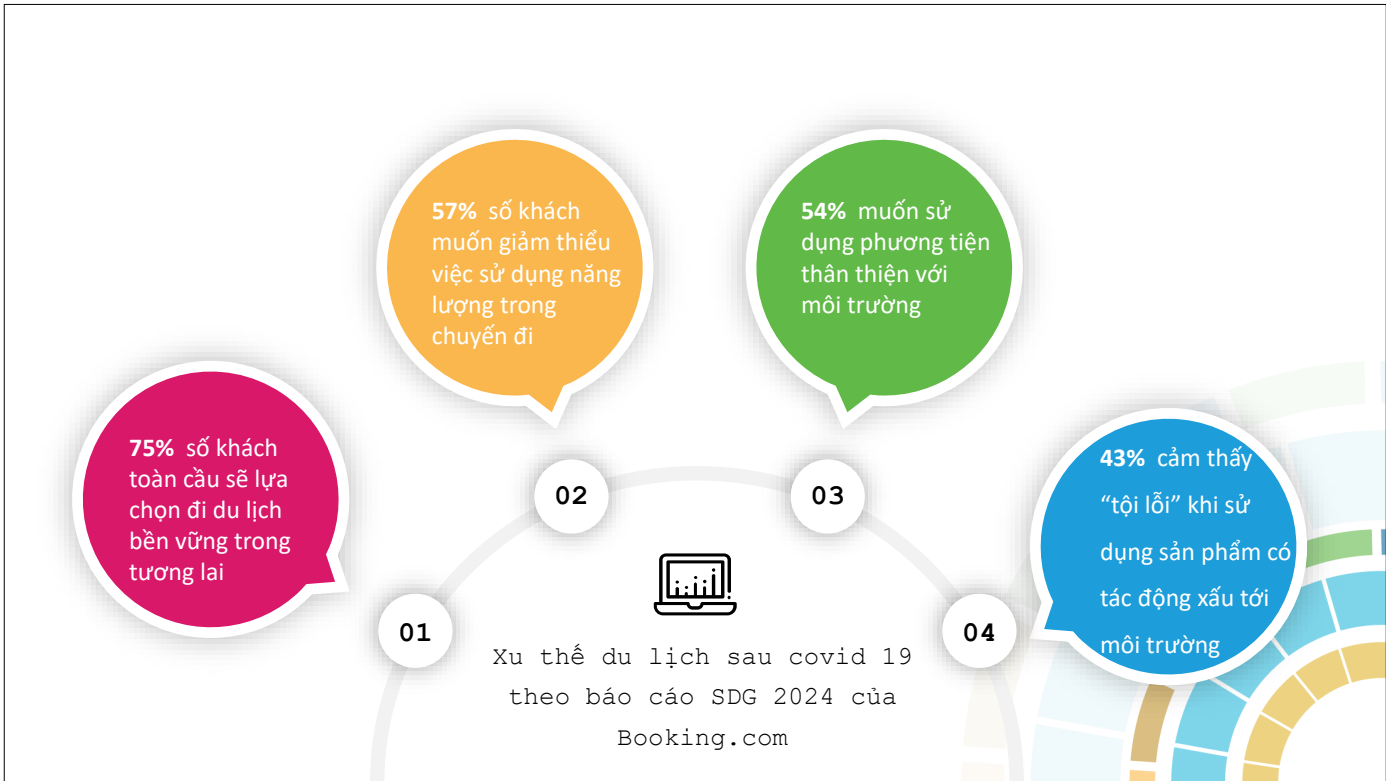 75% số khách
toàn cầu sẽ lựa
chọn đi du lịch
bền vững trong
tương lai
01
57% số khách
muốn giảm thiểu
việc sử dụng năng
lượng trong
chuyến đi
02
54% muốn sử
dụng phương tiện
thân thiện với
môi trường
03
43% cảm thấy
“tội lỗi” khi sử
dụng sản phẩm có
tác động xấu tới
môi trường
04
Xu thế du lịch sau covid 19
theo báo cáo SDG 2024 của
Booking.com